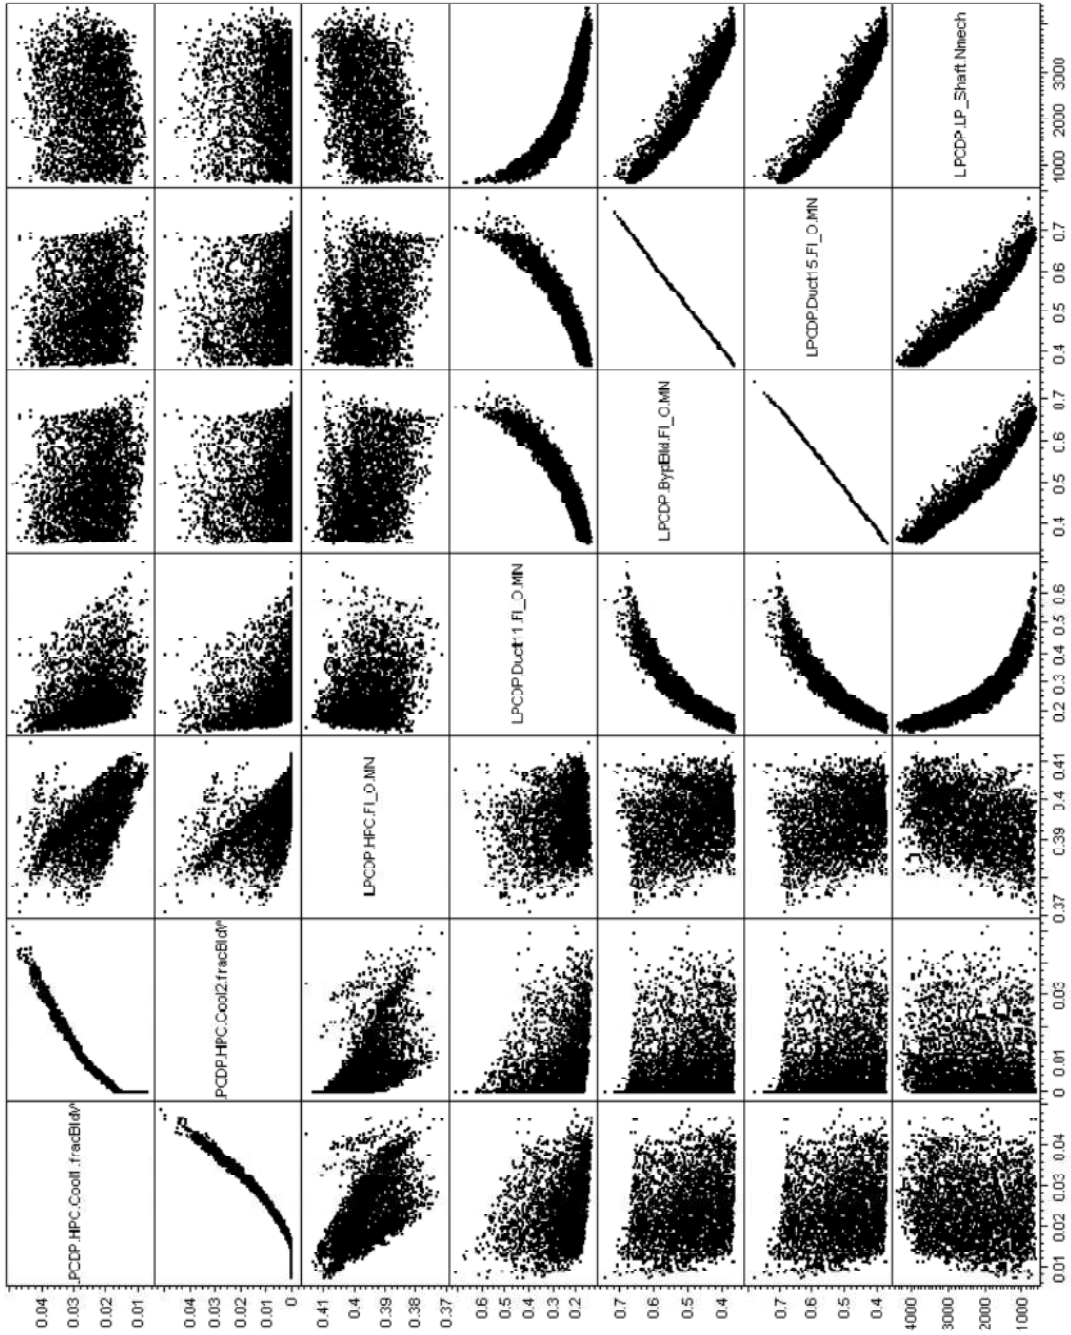 LPCDP.LP_Shaft.Nmech
3000
2000
1000
LPCDP.Duct15.Fl_O.MN
0.7
0.6
0.5
0.4
LPCDP.BypBld.Fl_O.MN
0.7
0.6
0.5
0.4
LPCDP.Duct11.Fl_O.MN
0.6
0.5
0.4
0.3
0.2
LPCDP.HPC.Fl_O.MN
0.41
0.4
0.39
0.37
.PCDP.HPC.Cool2.fracBldW
0.03
0.01
0
.PCDP.HPC.Cool1.fracBldW
0.04
0.03
0.02
0.01
0.04 0.03 0.02 0.01
0.04 0.03 0.02 0.01 0
0.41 0.4 0.39 0.38 0.37
0.6 0.5 0.4 0.3 0.2
0.7 0.6 0.5 0.4
0.7 0.6 0.5 0.4
4000 3000 2000 1000